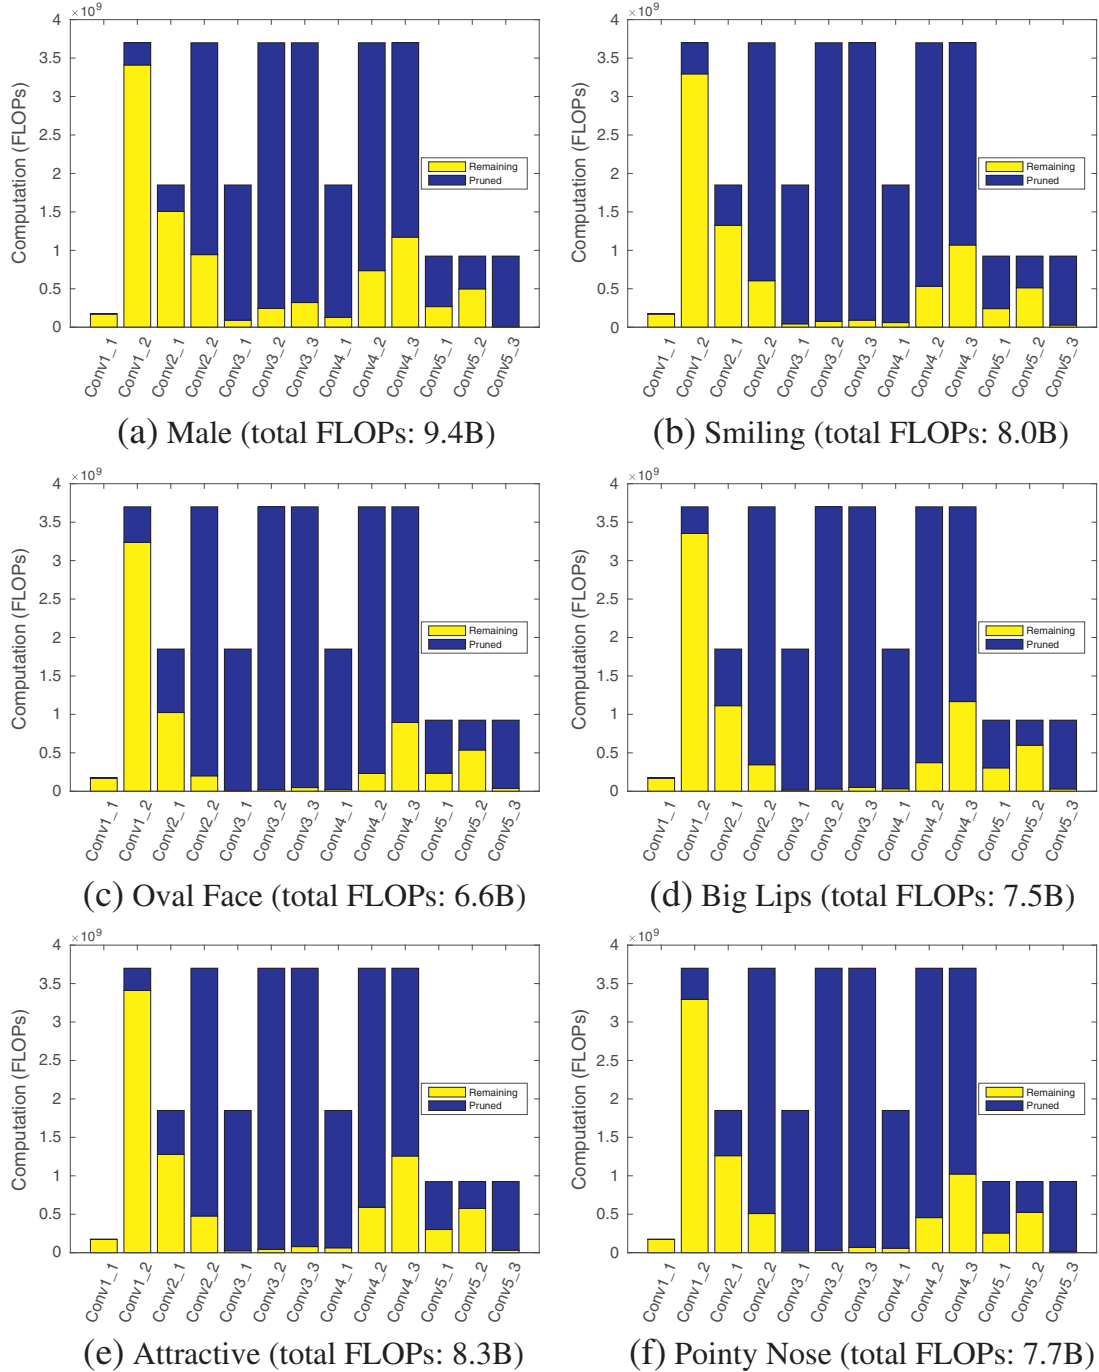 ×10⁹ ×10⁹
4 4
3.5 3.5
3 3
2.5 2.5
2 2
1.5 1.5
1 1
0.5 0.5
0 0
Computation (FLOPs) Computation (FLOPs)
Remaining Remaining
Pruned Pruned
Conv1_1 Conv1_2 Conv2_1 Conv2_2 Conv3_1 Conv3_2 Conv3_3 Conv4_1 Conv4_2 Conv4_3 Conv5_1 Conv5_2 Conv5_3 Conv1_1 Conv1_2 Conv2_1 Conv2_2 Conv3_1 Conv3_2 Conv3_3 Conv4_1 Conv4_2 Conv4_3 Conv5_1 Conv5_2 Conv5_3
(a) Male (total FLOPs: 9.4B) (b) Smiling (total FLOPs: 8.0B)
×10⁹ ×10⁹
4 4
3.5 3.5
3 3
2.5 2.5
2 2
1.5 1.5
1 1
0.5 0.5
0 0
Computation (FLOPs) Computation (FLOPs)
Remaining Remaining
Pruned Pruned
Conv1_1 Conv1_2 Conv2_1 Conv2_2 Conv3_1 Conv3_2 Conv3_3 Conv4_1 Conv4_2 Conv4_3 Conv5_1 Conv5_2 Conv5_3 Conv1_1 Conv1_2 Conv2_1 Conv2_2 Conv3_1 Conv3_2 Conv3_3 Conv4_1 Conv4_2 Conv4_3 Conv5_1 Conv5_2 Conv5_3
(c) Oval Face (total FLOPs: 6.6B) (d) Big Lips (total FLOPs: 7.5B)
×10⁹ ×10⁹
4 4
3.5 3.5
3 3
2.5 2.5
2 2
1.5 1.5
1 1
0.5 0.5
0 0
Computation (FLOPs) Computation (FLOPs)
Remaining Remaining
Pruned Pruned
Conv1_1 Conv1_2 Conv2_1 Conv2_2 Conv3_1 Conv3_2 Conv3_3 Conv4_1 Conv4_2 Conv4_3 Conv5_1 Conv5_2 Conv5_3 Conv1_1 Conv1_2 Conv2_1 Conv2_2 Conv3_1 Conv3_2 Conv3_3 Conv4_1 Conv4_2 Conv4_3 Conv5_1 Conv5_2 Conv5_3
(e) Attractive (total FLOPs: 8.3B) (f) Pointy Nose (total FLOPs: 7.7B)